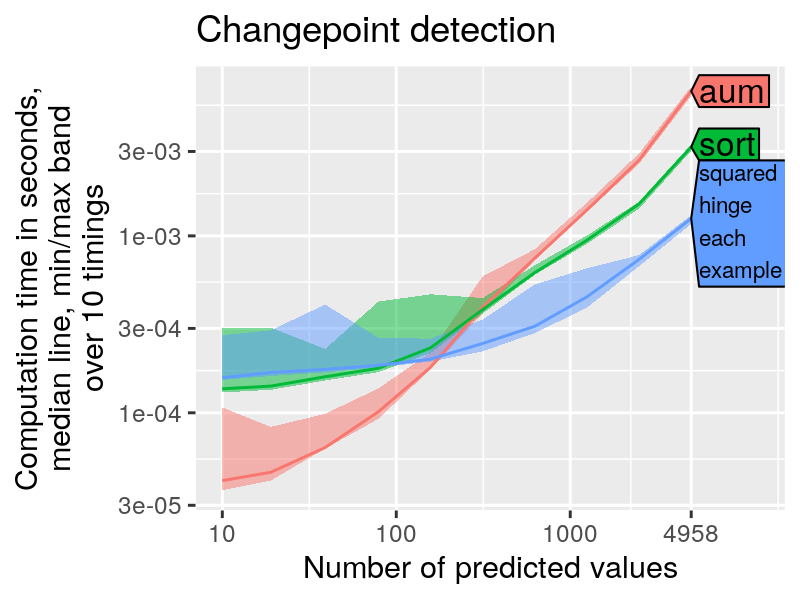 Changepoint detection
Computation time in seconds,
median line, min/max band
over 10 timings
3e-03
1e-03
3e-04
1e-04
3e-05
aum
sort
squared
hinge
each
example
10
100
1000
4958
Number of predicted values